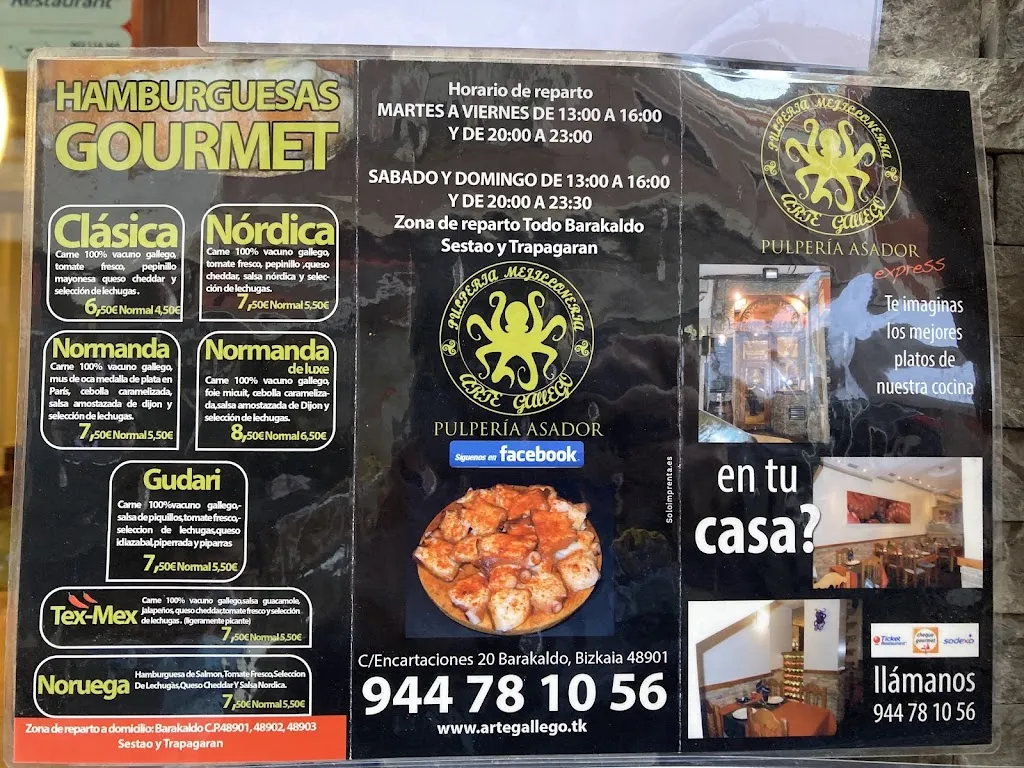 Restaurant
HAMBURGUESAS
GOURMET
Clásica
Carne 100% vacuno gallego,
tomate fresco, pepinillo
mayonesa queso cheddar y
selección de lechugas .
6,50€ Normal 4,50€
Nórdica
Carne 100% vacuno gallego,
tomate fresco, pepinillo ,queso
cheddar, salsa nórdica y selec-
ción de lechugas.
7,50€ Normal 5,50€
Normanda
Carne 100% vacuno gallego,
mus de oca medalla de plata en
París, cebolla caramelizada,
salsa amostazada de dijon y
selección de lechugas.
7,50€ Normal 5,50€
Normanda
de luxe
Carne 100% vacuno gallego,
foie micuit, cebolla carameliza-
da,salsa amostazada de Dijon y
selección de lechugas.
8,50€ Normal 6,50€
Gudari
Carne 100%vacuno gallego,-
salsa de piquillos,tomate fresco,-
seleccion de lechugas,queso
idiazabal,piperrada y piparras
7,50€ Normal 5,50€
Tex-Mex
Carne 100% vacuno gallego,salsa guacamole,
jalapeños, queso cheddar,tomate fresco y selección
de lechugas . (ligeramente picante)
7,50€ Normal 5,50€
Noruega
Hamburguesa de Salmon,Tomate Fresco,Seleccion
De Lechugas,Queso Cheddar Y Salsa Nordica.
7,50€ Normal 5,50€
Zona de reparto a domicilio: Barakaldo C.P.48901, 48902, 48903
Sestao y Trapagaran
Horario de reparto
MARTES A VIERNES DE 13:00 A 16:00
Y DE 20:00 A 23:00
SABADO Y DOMINGO DE 13:00 A 16:00
Y DE 20:00 A 23:30
Zona de reparto Todo Barakaldo
Sestao y Trapagaran
PULPERIA MEJILLONERIA
ARTE GALLEGO
PULPERÍA ASADOR
Síguenos en facebook
Soloimprenta.es
C/Encartaciones 20 Barakaldo, Bizkaia 48901
944 78 10 56
www.artegallego.tk
PULPERIA MEJILLONERIA
ARTE GALLEGO
PULPERÍA ASADOR
express
Te imaginas
los mejores
platos de
nuestra cocina
en tu
casa?
Ticket
Restaurant
cheque
gourmet
sodexo
llámanos
944 78 10 56